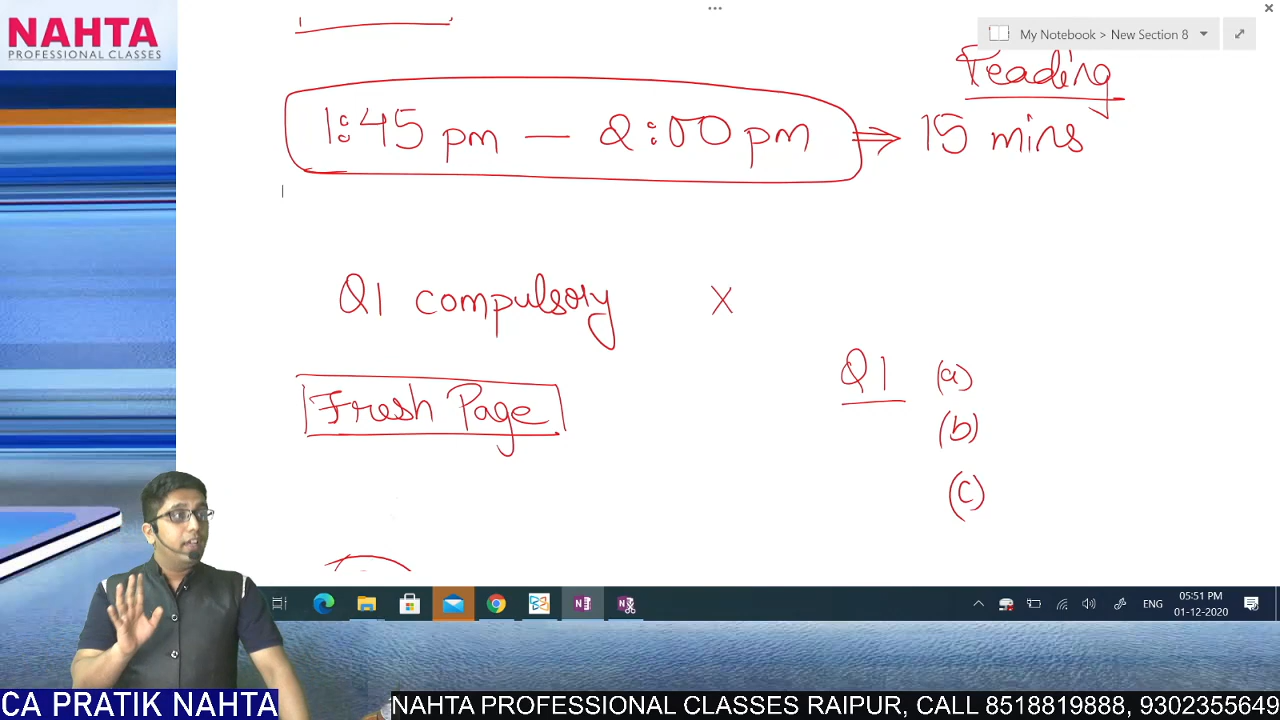 NAHTA
PROFESSIONAL CLASSES
My Notebook > New Section 8
Reading
1:45 pm — 2:00 pm ⇒ 15 mins
Q1 compulsory x
Q1 (a)
Fresh Page
(b)
(c)
ENG
05:51 PM
01-12-2020
CA PRATIK NAHTA
NAHTA PROFESSIONAL CLASSES RAIPUR, CALL 8518819888, 9302355649